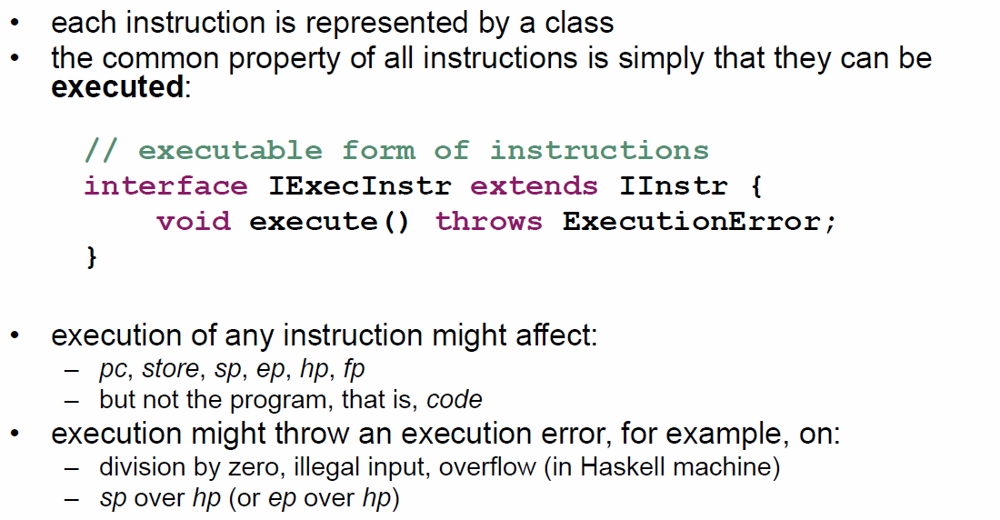 • each instruction is represented by a class
• the common property of all instructions is simply that they can be
executed:
// executable form of instructions
interface IExecInstr extends IInstr {
void execute() throws ExecutionError;
}
• execution of any instruction might affect:
– pc, store, sp, ep, hp, fp
– but not the program, that is, code
• execution might throw an execution error, for example, on:
– division by zero, illegal input, overflow (in Haskell machine)
– sp over hp (or ep over hp)